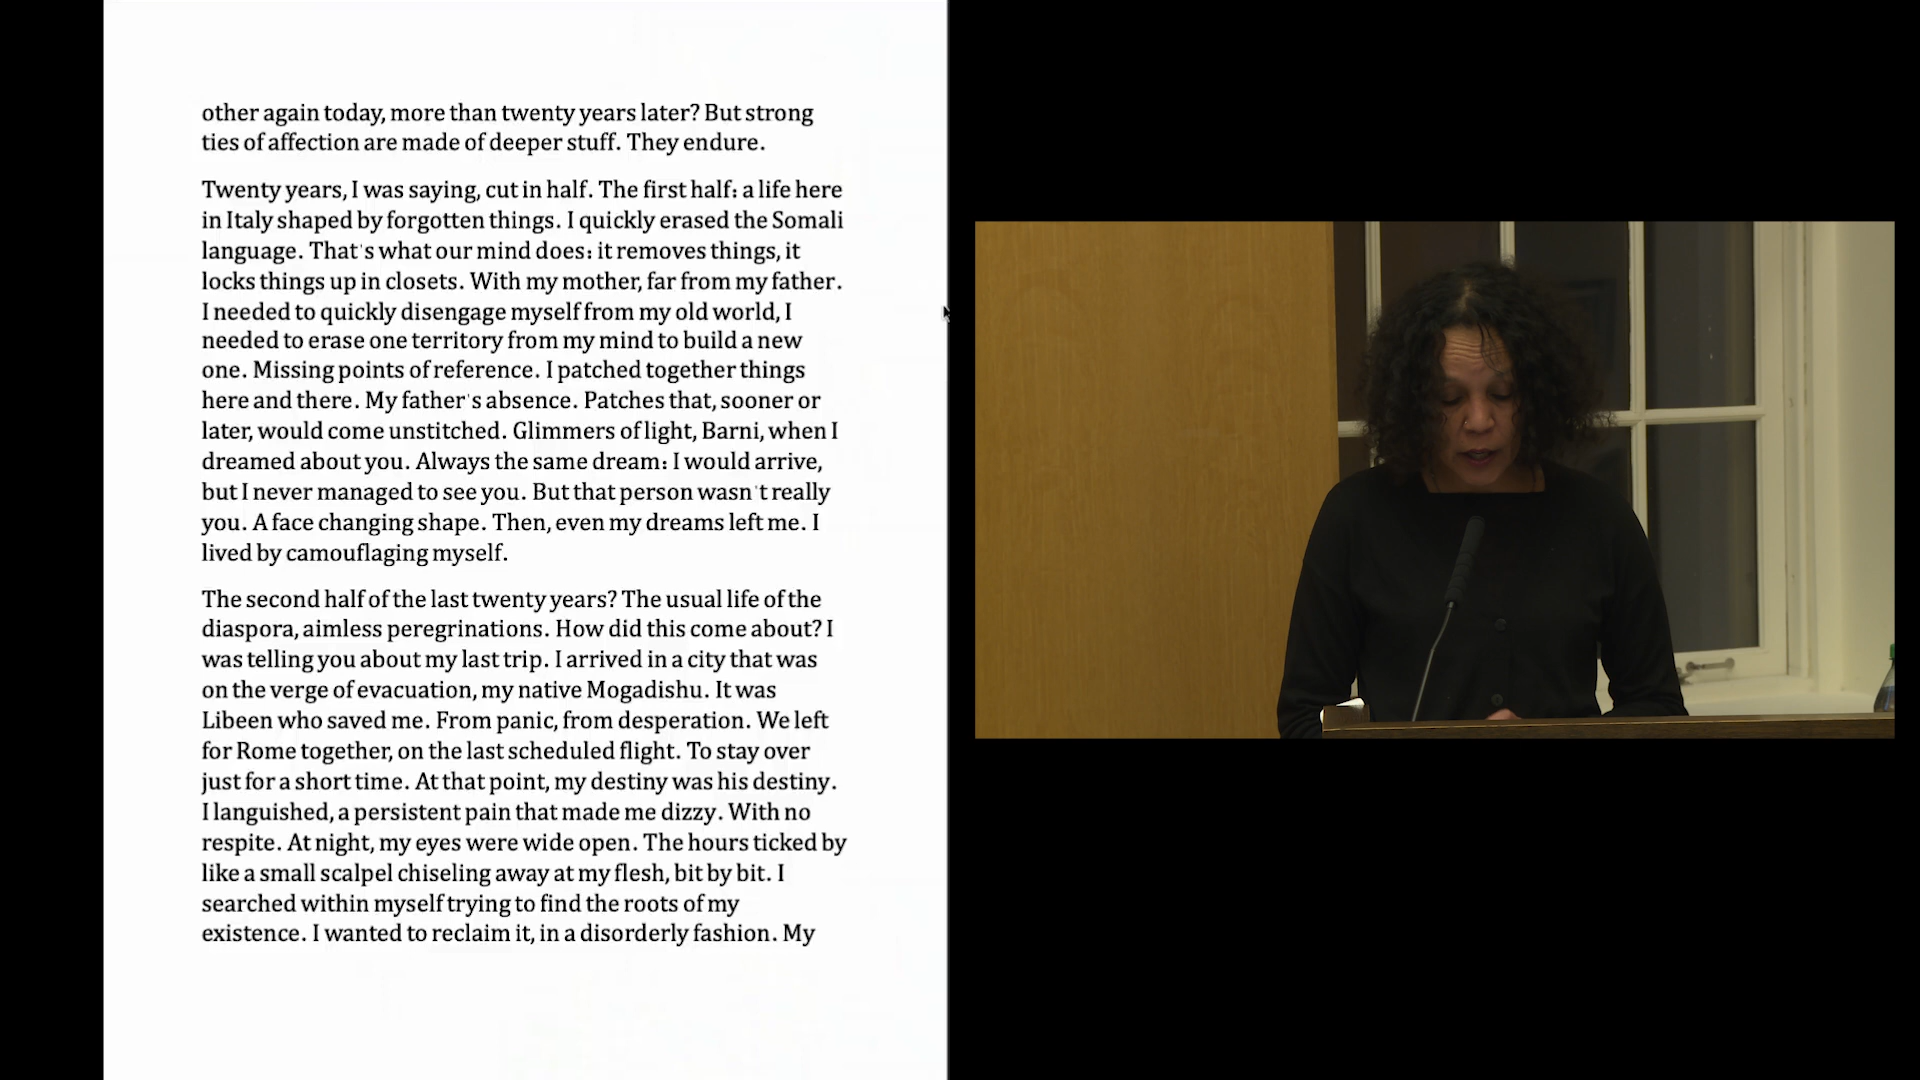 other again today, more than twenty years later? But strong
ties of affection are made of deeper stuff. They endure.
Twenty years, I was saying, cut in half. The first half: a life here
in Italy shaped by forgotten things. I quickly erased the Somali
language. That's what our mind does: it removes things, it
locks things up in closets. With my mother, far from my father.
I needed to quickly disengage myself from my old world, I
needed to erase one territory from my mind to build a new
one. Missing points of reference. I patched together things
here and there. My father's absence. Patches that, sooner or
later, would come unstitched. Glimmers of light, Barni, when I
dreamed about you. Always the same dream: I would arrive,
but I never managed to see you. But that person wasn't really
you. A face changing shape. Then, even my dreams left me. I
lived by camouflaging myself.
The second half of the last twenty years? The usual life of the
diaspora, aimless peregrinations. How did this come about? I
was telling you about my last trip. I arrived in a city that was
on the verge of evacuation, my native Mogadishu. It was
Libeen who saved me. From panic, from desperation. We left
for Rome together, on the last scheduled flight. To stay over
just for a short time. At that point, my destiny was his destiny.
I languished, a persistent pain that made me dizzy. With no
respite. At night, my eyes were wide open. The hours ticked by
like a small scalpel chiseling away at my flesh, bit by bit. I
searched within myself trying to find the roots of my
existence. I wanted to reclaim it, in a disorderly fashion. My